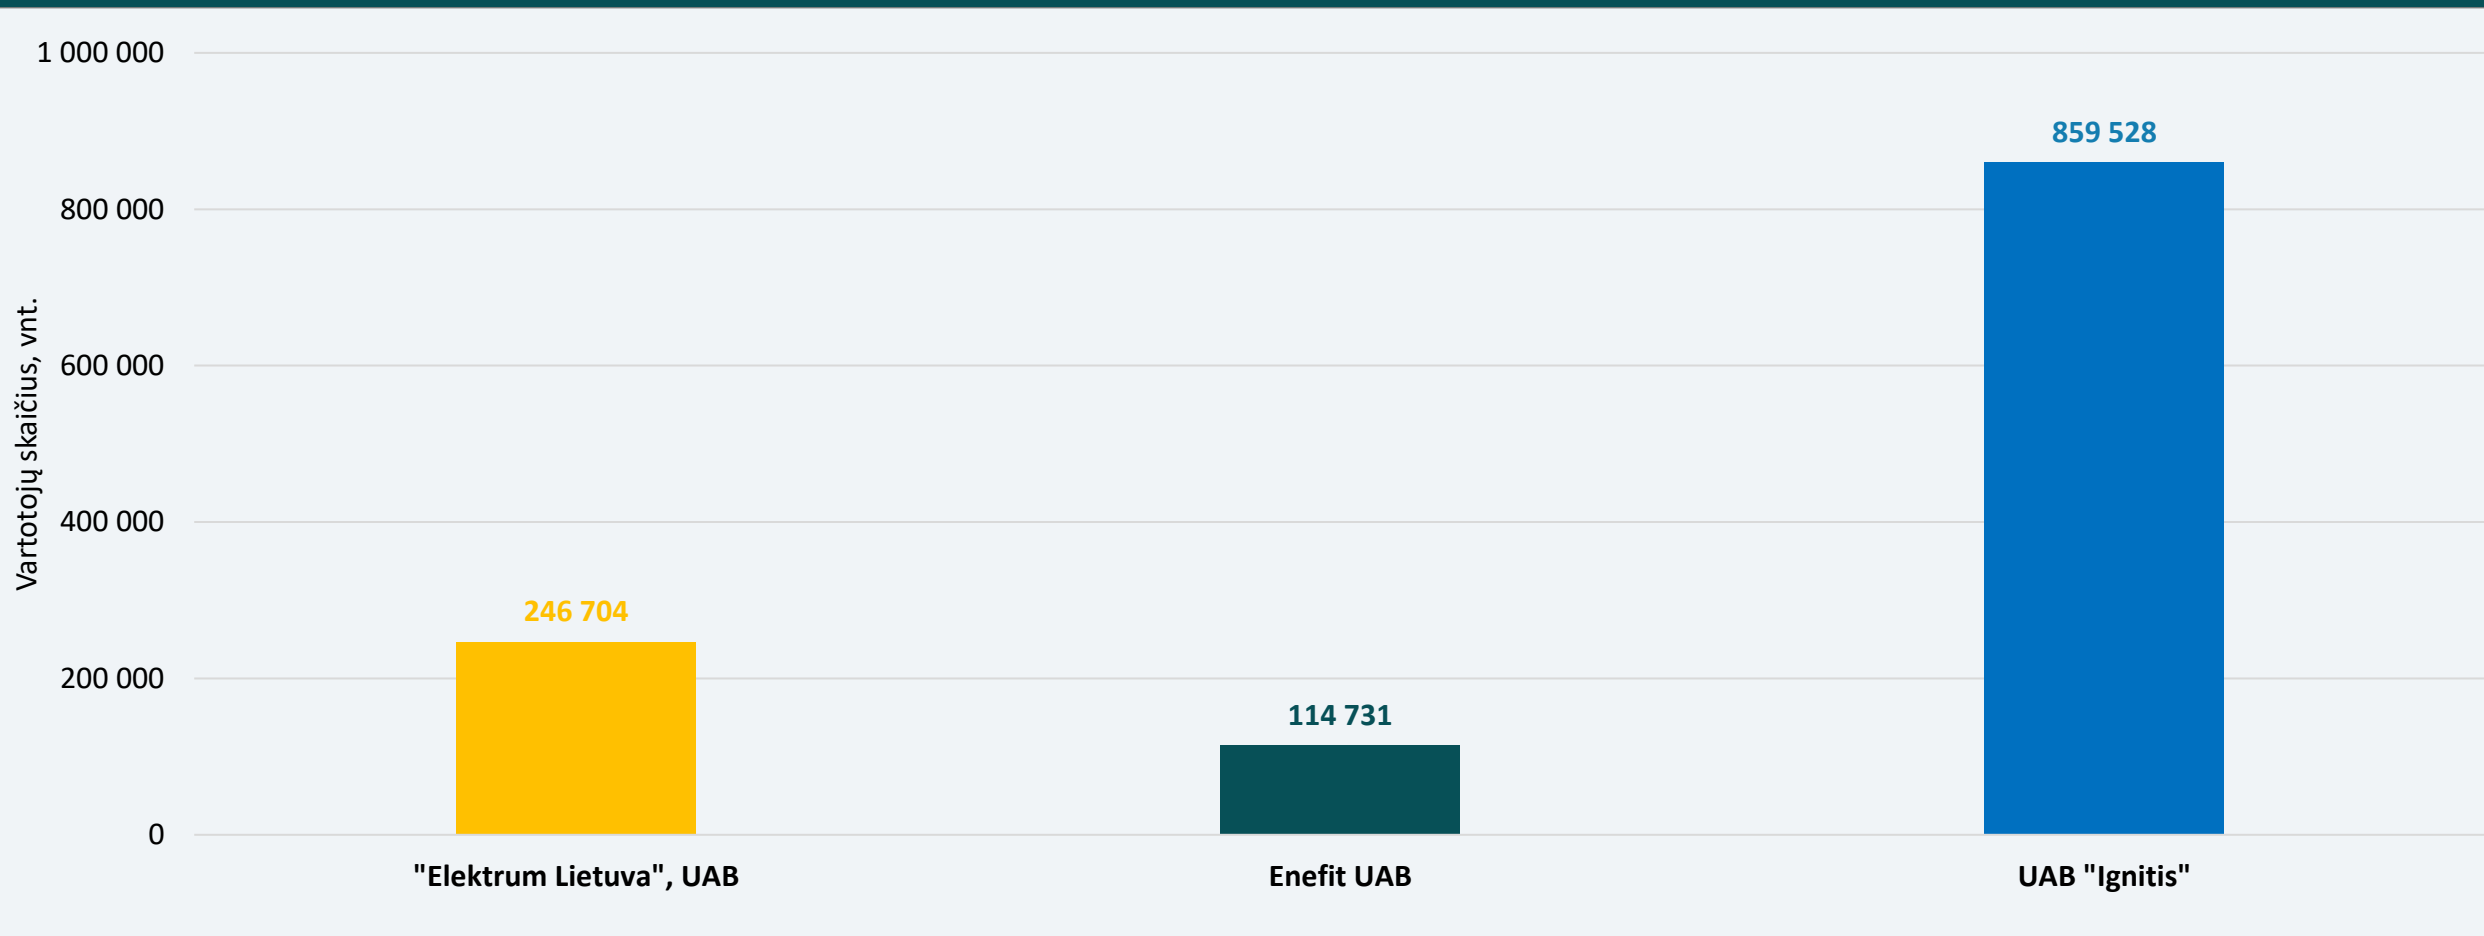 1 000 000
859 528
800 000
600 000
Vartotojų skaičius, vnt.
400 000
246 704
200 000
114 731
0
"Elektrum Lietuva", UAB
Enefit UAB
UAB "Ignitis"